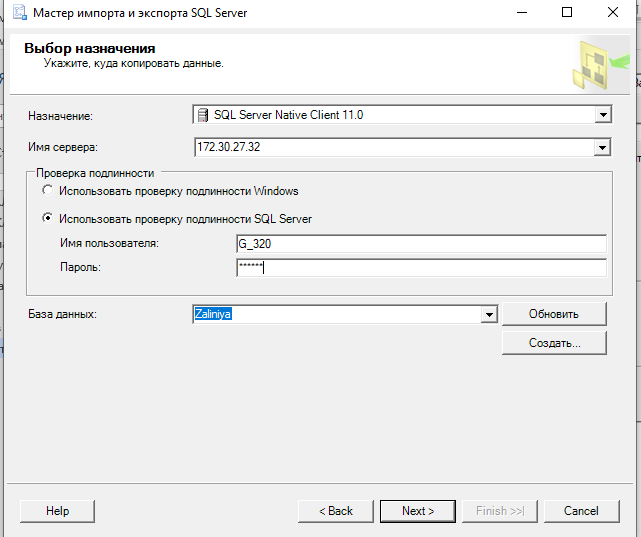 Мастер импорта и экспорта SQL Server
Выбор назначения
Укажите, куда копировать данные.
Назначение:
SQL Server Native Client 11.0
Имя сервера:
172.30.27.32
Проверка подлинности
Использовать проверку подлинности Windows
Использовать проверку подлинности SQL Server
Имя пользователя:
G_320
Пароль:
******
База данных:
Zaliniya
Обновить
Создать...
Help
< Back
Next >
Finish >>|
Cancel